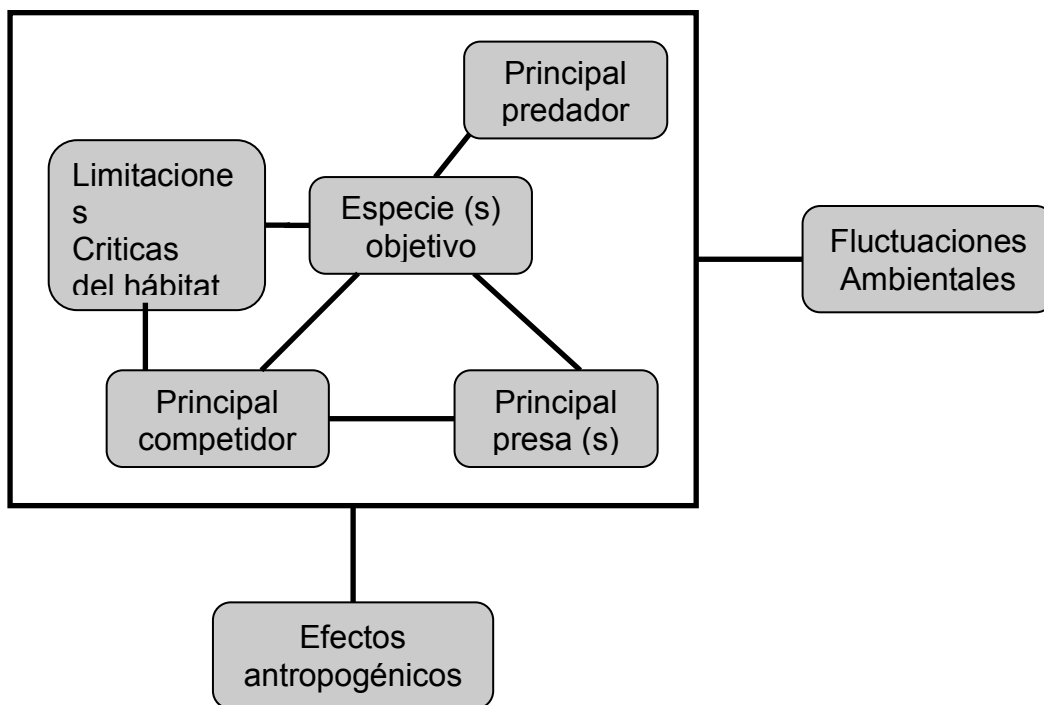 Principal
predador
Limitacione
s
Criticas
del hábitat
Especie (s)
objetivo
Fluctuaciones
Ambientales
Principal
competidor
Principal
presa (s)
Efectos
antropogénicos